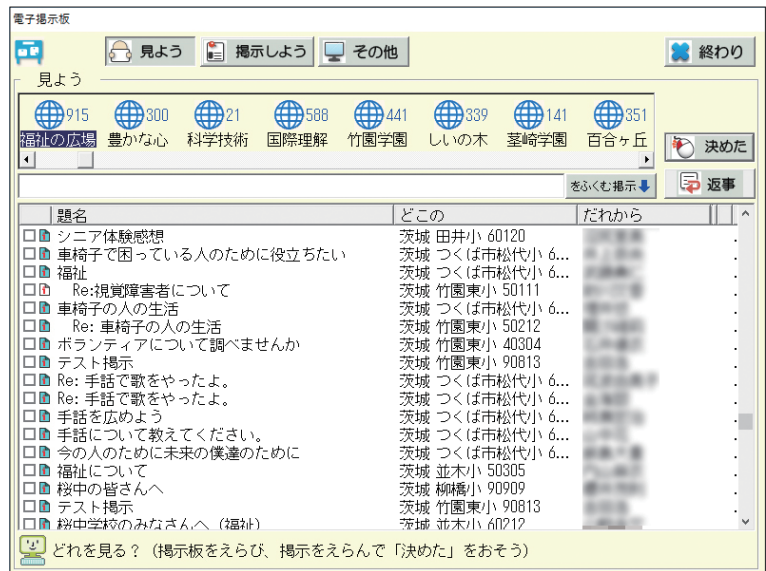 電子掲示板
見よう 掲示しよう その他 終わり
見よう
915 300 21 588 441 339 141 351
福祉の広場 豊かな心 科学技術 国際理解 竹園学園 しいの木 茎崎学園 百合ヶ丘
決めた
をふくむ掲示 返事
題名 どこの だれから
シニア体験感想 茨城 田井小 60120
車椅子で困っている人のために役立ちたい 茨城 つくば市松代小 6...
福祉 茨城 つくば市松代小 6...
Re:視覚障害者について 茨城 竹園東小 50111
車椅子の人の生活 茨城 つくば市松代小 6...
Re: 車椅子の人の生活 茨城 竹園東小 50212
ボランティアについて調べませんか 茨城 竹園東小 40304
テスト掲示 茨城 竹園東小 90813
Re: 手話で歌をやったよ。 茨城 つくば市松代小 6...
Re: 手話で歌をやったよ。 茨城 つくば市松代小 6...
手話を広めよう 茨城 つくば市松代小 6...
手話について教えてください。 茨城 つくば市松代小 6...
今の人のために未来の僕達のために 茨城 つくば市松代小 6...
福祉について 茨城 並木小 50305
桜中の皆さんへ 茨城 柳橋小 90909
テスト掲示 茨城 竹園東小 90813
桜中学校のみなさんへ（福祉） 茨城 並木小 60212
どれを見る？（掲示板をえらび、掲示をえらんで「決めた」をおそう）